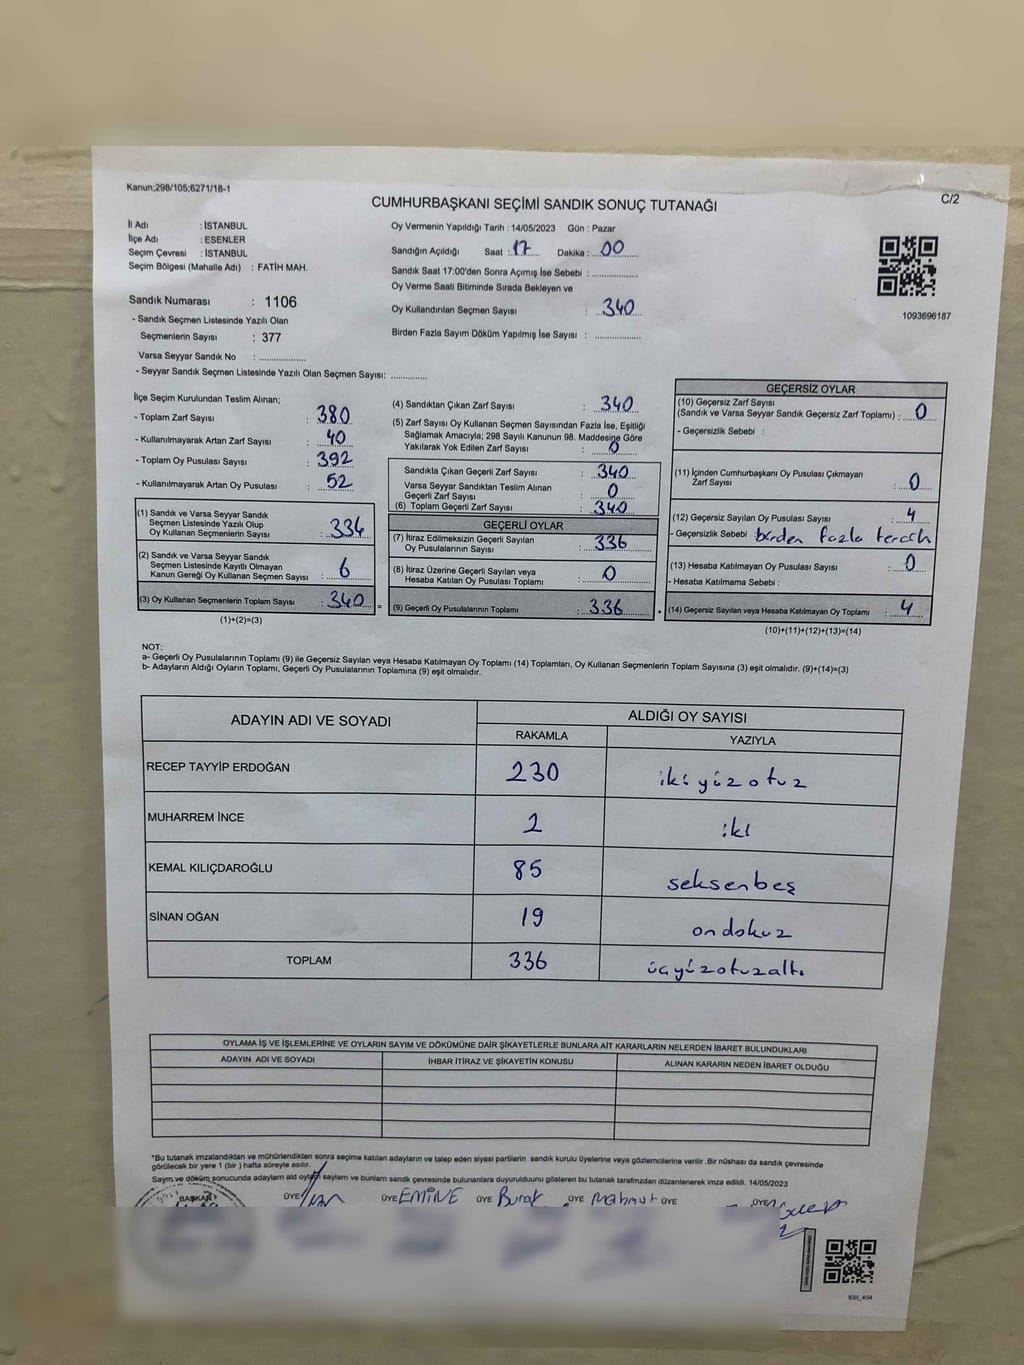 Kanun;298/105;6271/18-1
C/2
CUMHURBAŞKANI SEÇİMİ SANDIK SONUÇ TUTANAĞI
İl Adı : İSTANBUL
İlçe Adı : ESENLER
Seçim Çevresi : İSTANBUL
Seçim Bölgesi (Mahalle Adı) : FATİH MAH.
Sandık Numarası : 1106
- Sandık Seçmen Listesinde Yazılı Olan
Seçmenlerin Sayısı : 377
Varsa Seyyar Sandık No : ...............
- Seyyar Sandık Seçmen Listesinde Yazılı Olan Seçmen Sayısı: ............
Oy Vermenin Yapıldığı Tarih : 14/05/2023 Gün : Pazar
Sandığın Açıldığı Saat : 17 Dakika : 00
Sandık Saat 17:00'den Sonra Açımış İse Sebebi : ...............
Oy Verme Saati Bitiminde Sırada Bekleyen ve
Oy Kullandırılan Seçmen Sayısı : 340
Birden Fazla Sayım Döküm Yapılmış İse Sayısı : ...............
1093696187
İlçe Seçim Kurulundan Teslim Alınan;
- Toplam Zarf Sayısı : 380
- Kullanılmayarak Artan Zarf Sayısı : 40
- Toplam Oy Pusulası Sayısı : 392
- Kullanılmayarak Artan Oy Pusulası : 52
(1) Sandık ve Varsa Seyyar Sandık
Seçmen Listesinde Yazılı Olup
Oy Kullanan Seçmenlerin Sayısı : 334
(2) Sandık ve Varsa Seyyar Sandık
Seçmen Listesinde Kayıtlı Olmayan
Kanun Gereği Oy Kullanan Seçmen Sayısı : 6
(3) Oy Kullanan Seçmenlerin Toplam Sayısı : 340
(1)+(2)=(3)
=
(4) Sandıktan Çıkan Zarf Sayısı : 340
(5) Zarf Sayısı Oy Kullanan Seçmen Sayısından Fazla İse, Eşitliği
Sağlamak Amacıyla; 298 Sayılı Kanunun 98. Maddesine Göre
Yakılarak Yok Edilen Zarf Sayısı : 0
Sandıkta Çıkan Geçerli Zarf Sayısı : 340
Varsa Seyyar Sandıktan Teslim Alınan
Geçerli Zarf Sayısı : 0
(6) Toplam Geçerli Zarf Sayısı : 340
GEÇERLİ OYLAR
(7) İtiraz Edilmeksizin Geçerli Sayılan
Oy Pusulalarının Sayısı : 336
(8) İtiraz Üzerine Geçerli Sayılan veya
Hesaba Katılan Oy Pusulası Toplamı : 0
(9) Geçerli Oy Pusulalarının Toplamı : 336
+
GEÇERSİZ OYLAR
(10) Geçersiz Zarf Sayısı
(Sandık ve Varsa Seyyar Sandık Geçersiz Zarf Toplamı) : 0
- Geçersizlik Sebebi :
(11) İçinden Cumhurbaşkanı Oy Pusulası Çıkmayan
Zarf Sayısı : 0
(12) Geçersiz Sayılan Oy Pusulası Sayısı : 4
- Geçersizlik Sebebi birden fazla tercih
(13) Hesaba Katılmayan Oy Pusulası Sayısı : 0
- Hesaba Katılmama Sebebi :
(14) Geçersiz Sayılan veya Hesaba Katılmayan Oy Toplamı : 4
(10)+(11)+(12)+(13)=(14)
NOT:
a- Geçerli Oy Pusulalarının Toplamı (9) ile Geçersiz Sayılan veya Hesaba Katılmayan Oy Toplamı (14) Toplamları, Oy Kullanan Seçmenlerin Toplam Sayısına (3) eşit olmalıdır. (9)+(14)=(3)
b- Adayların Aldığı Oyların Toplamı, Geçerli Oy Pusulalarının Toplamına (9) eşit olmalıdır.
ADAYIN ADI VE SOYADI
ALDIĞI OY SAYISI
RAKAMLA YAZIYLA
RECEP TAYYİP ERDOĞAN 230 ikiyüzotuz
MUHARREM İNCE 2 iki
KEMAL KILIÇDAROĞLU 85 seksenbeş
SİNAN OĞAN 19 ondokuz
TOPLAM 336 üçyüzotuzaltı
OYLAMA İŞ VE İŞLEMLERİNE VE OYLARIN SAYIM VE DÖKÜMÜNE DAİR ŞİKAYETLERLE BUNLARA AİT KARARLARIN NELERDEN İBARET BULUNDUKLARI
ADAYIN ADI VE SOYADI İHBAR İTİRAZ VE ŞİKAYETİN KONUSU ALINAN KARARIN NEDEN İBARET OLDUĞU
*Bu tutanak imzalandıktan ve mühürlendikten sonra seçime katılan adayların ve talep eden siyasi partilerin sandık kurulu üyelerine veya gözlemcilerine verilir .Bir nüshası da sandık çevresinde
görülecek bir yere 1 (bir ) hafta süreyle asılır.
Sayım ve döküm sonucunda adayların ald oyları saylarım ve bunların sandık çevresinde bulunanlara duyurulduunu gösteren bu tutanak tarafımızdan düzenlenerek imza edildi. 14/05/2023
BAŞKAN ÜYE ÜYE EMİNE ÜYE Burak ÜYE Mahmut ÜYE ÜYE
SSt_404